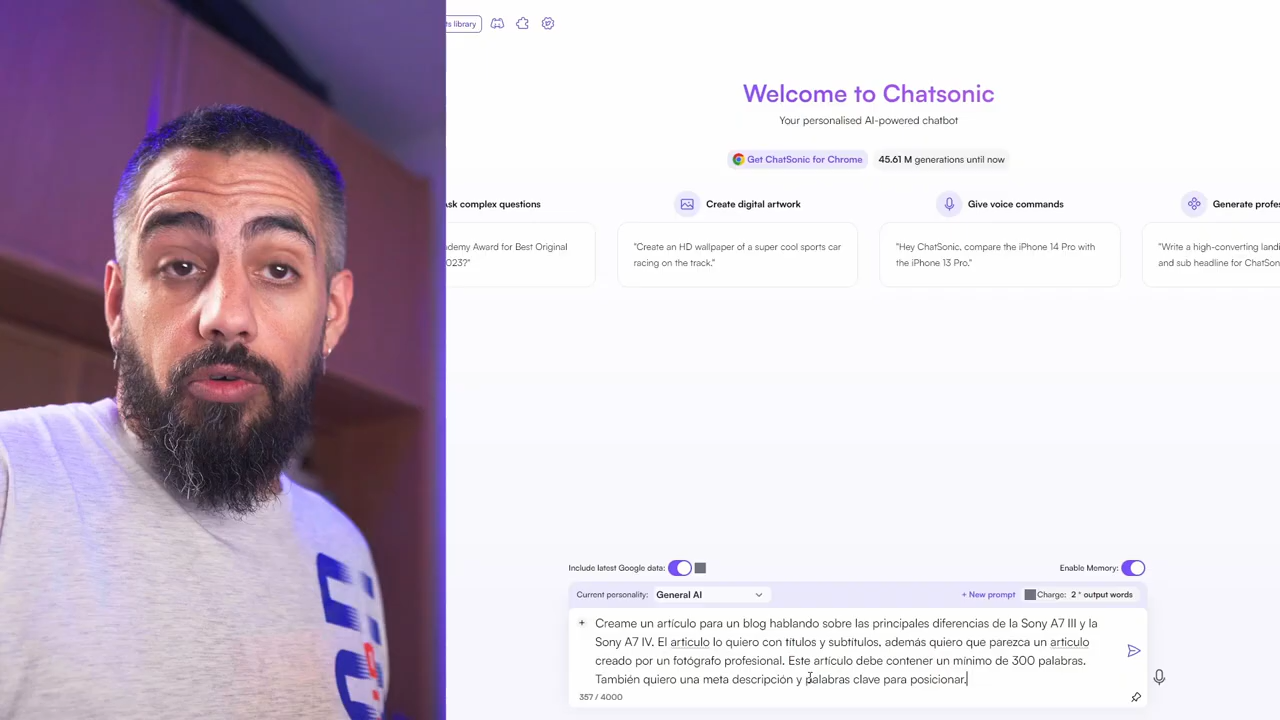 ts library
Welcome to Chatsonic
Your personalised AI-powered chatbot
Get ChatSonic for Chrome 45.61 M generations until now
Ask complex questions Create digital artwork Give voice commands Generate profes
demy Award for Best Original "Create an HD wallpaper of a super cool sports car "Hey ChatSonic, compare the iPhone 14 Pro with "Write a high-converting landi
023?" racing on the track." the iPhone 13 Pro." and sub headline for ChatSon
Include latest Google data: Enable Memory:
Current personality: General AI + New prompt Charge: 2 * output words
Creame un artículo para un blog hablando sobre las principales diferencias de la Sony A7 III y la
Sony A7 IV. El articulo lo quiero con títulos y subtítulos, además quiero que parezca un articulo
creado por un fotógrafo profesional. Este artículo debe contener un mínimo de 300 palabras.
También quiero una meta descripción y palabras clave para posicionar.
357 / 4000